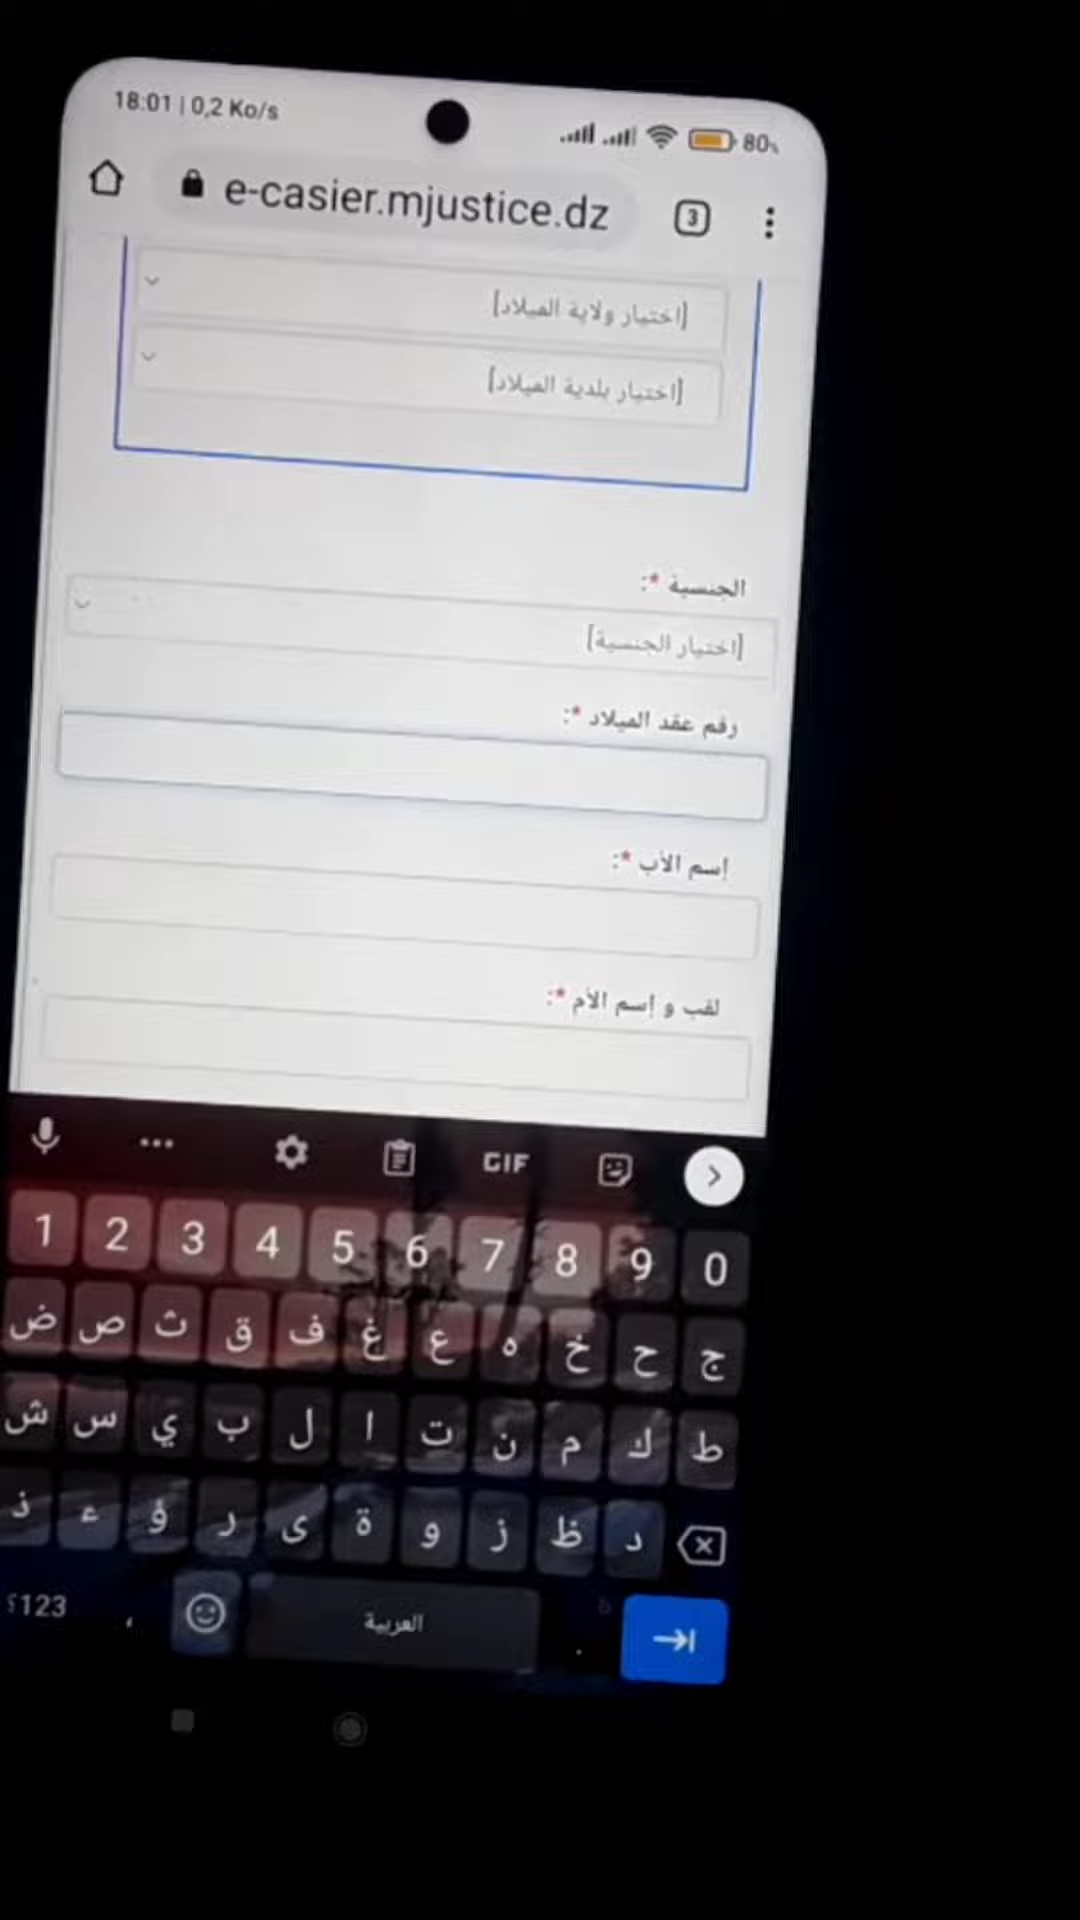 18:01 | 0,2 Ko/s 80%
e-casier.mjustice.dz 3
[اختيار ولاية الميلاد]
[اختيار بلدية الميلاد]
الجنسية *:
[اختيار الجنسية]
رقم عقد الميلاد *:
إسم الأب *:
لقب و إسم الأم *:
GIF
1 2 3 4 5 6 7 8 9 0
ض ص ث ق ف غ ع ه خ ح ج
ش س ي ب ل ا ت ن م ك ط
ذ ء ؤ ر ى ة و ز ظ د
؟123 ، العربية .